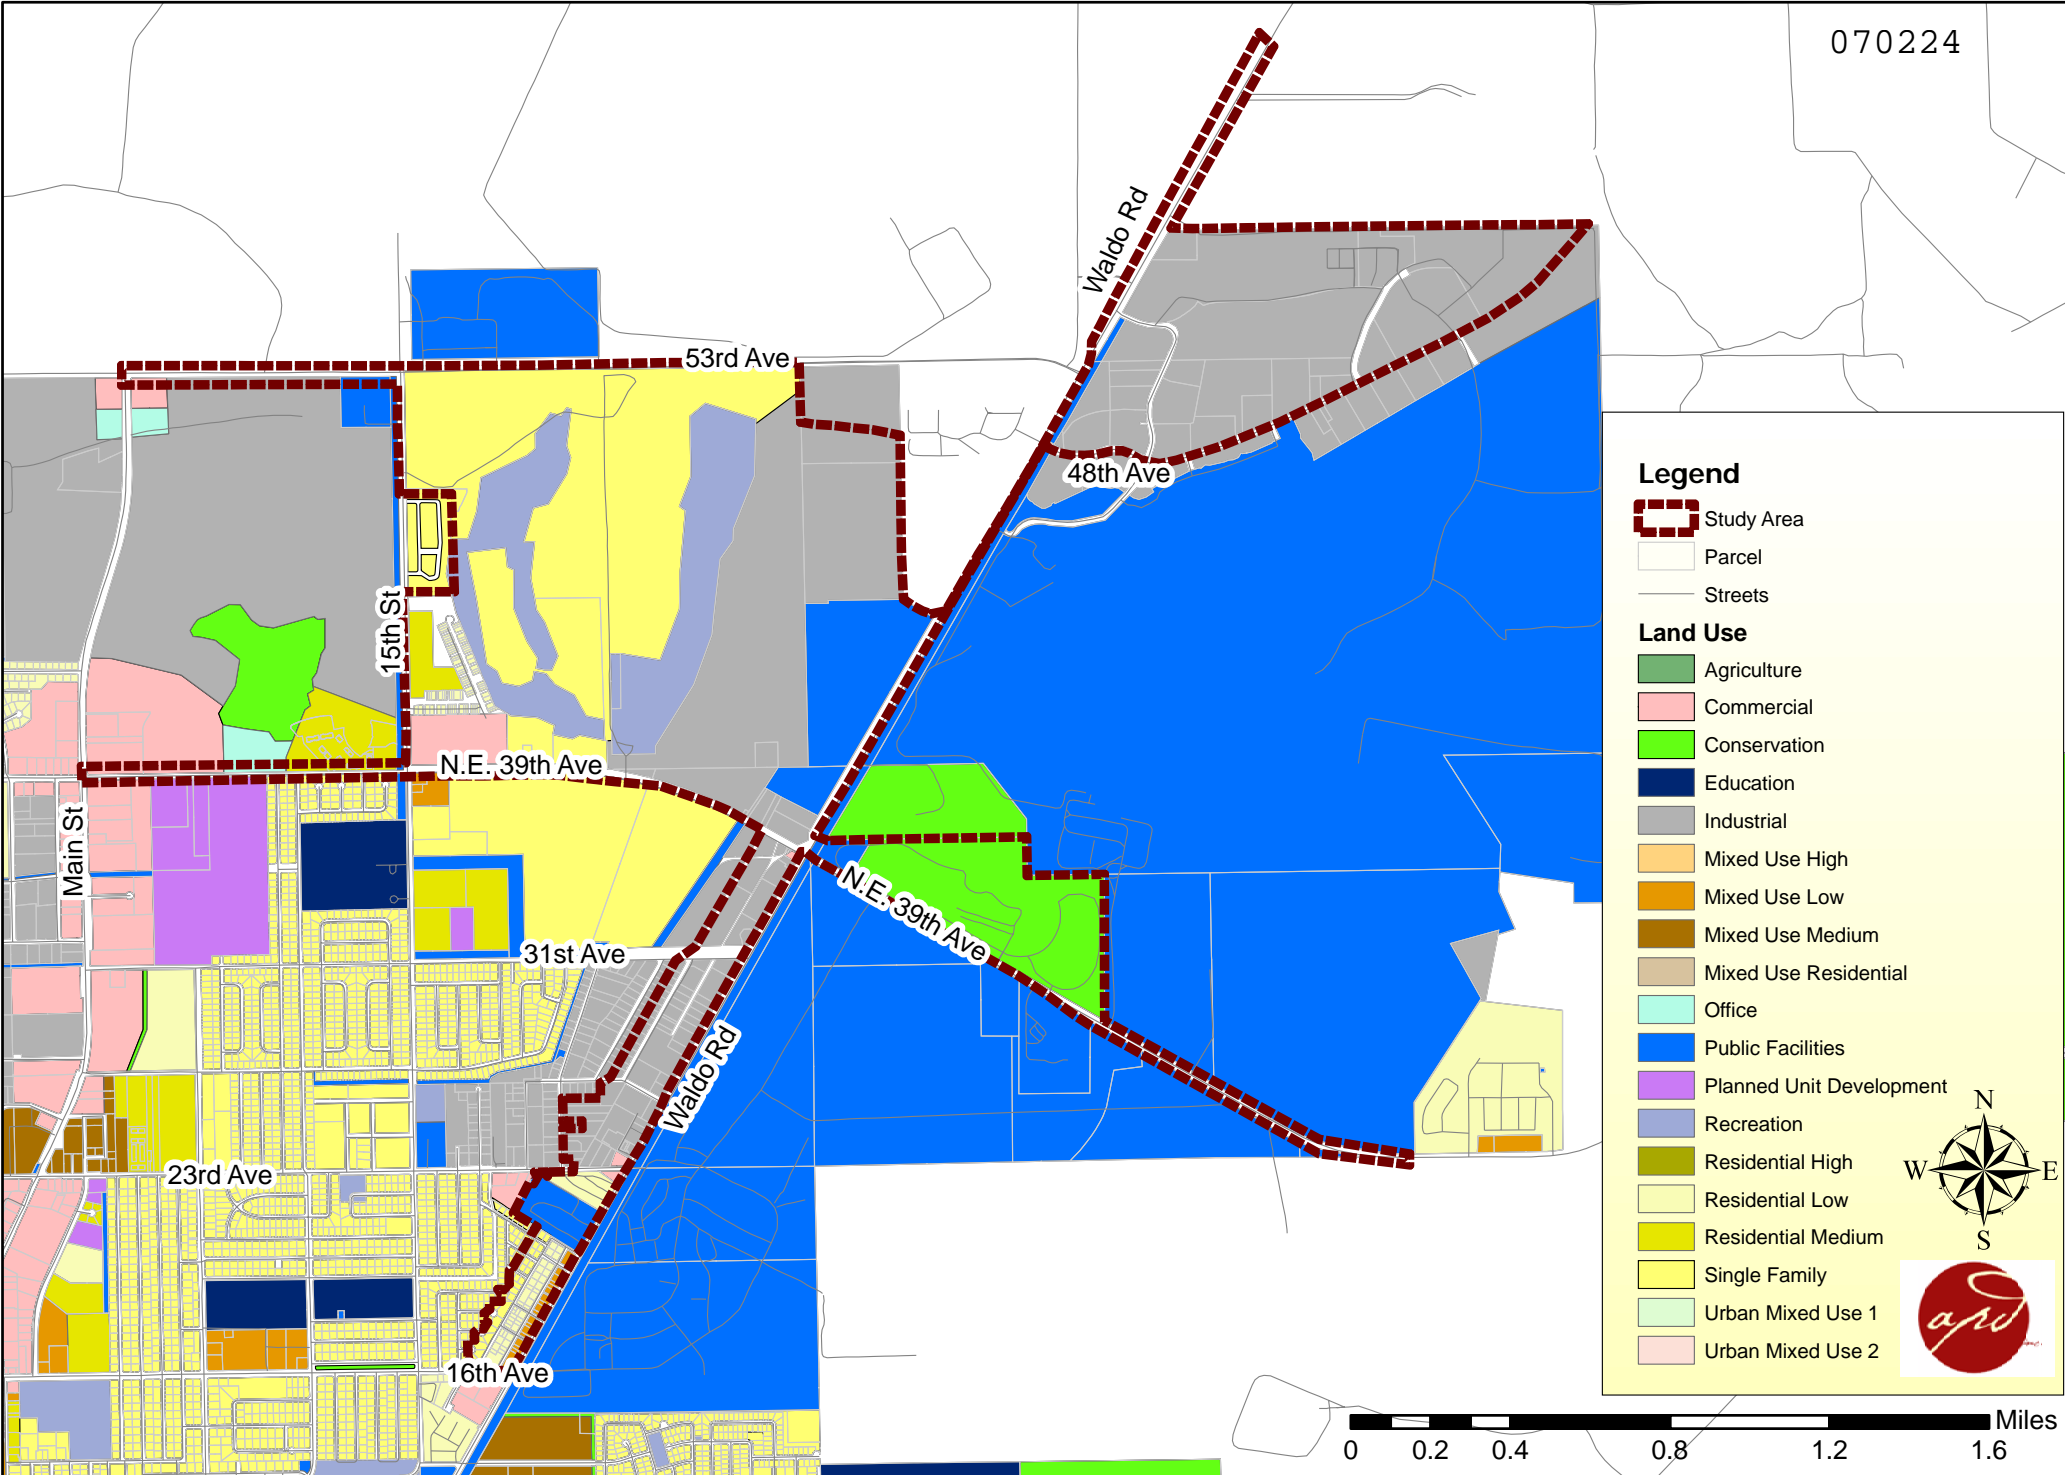 070224
Waldo Rd
53rd Ave
48th Ave
15th St
N.E. 39th Ave
Main St
N.E. 39th Ave
31st Ave
Waldo Rd
23rd Ave
16th Ave
Legend
Study Area
Parcel
Streets
Land Use
Agriculture
Commercial
Conservation
Education
Industrial
Mixed Use High
Mixed Use Low
Mixed Use Medium
Mixed Use Residential
Office
Public Facilities
Planned Unit Development
Recreation
Residential High
Residential Low
Residential Medium
Single Family
Urban Mixed Use 1
Urban Mixed Use 2
N
W E
S
apd
Miles
0 0.2 0.4 0.8 1.2 1.6